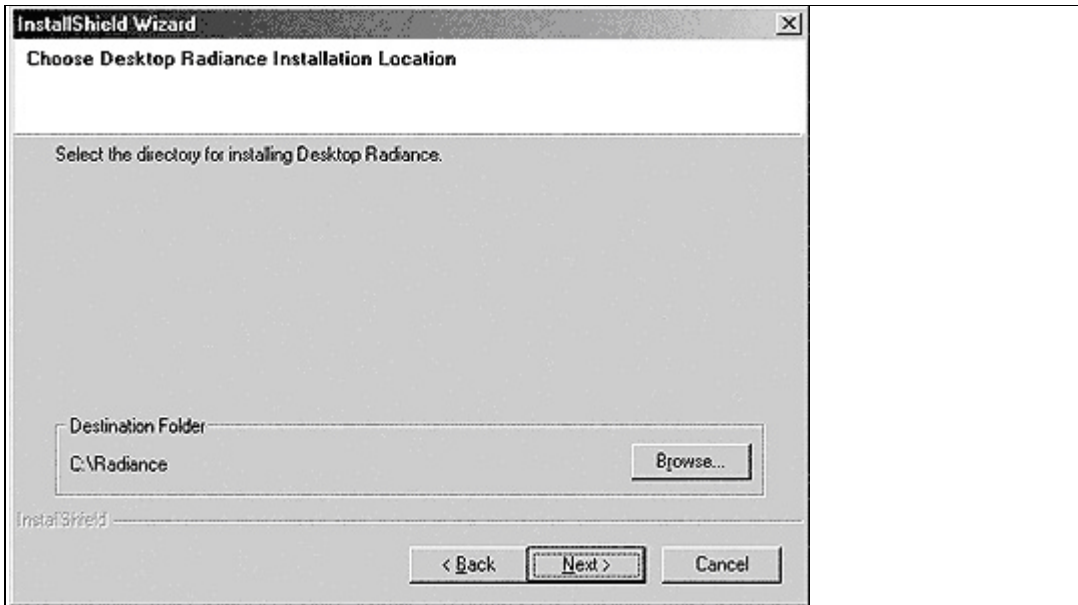 InstallShield Wizard
Choose Desktop Radiance Installation Location
Select the directory for installing Desktop Radiance.
Destination Folder
C:\Radiance
Browse...
InstallShield
< Back
Next >
Cancel